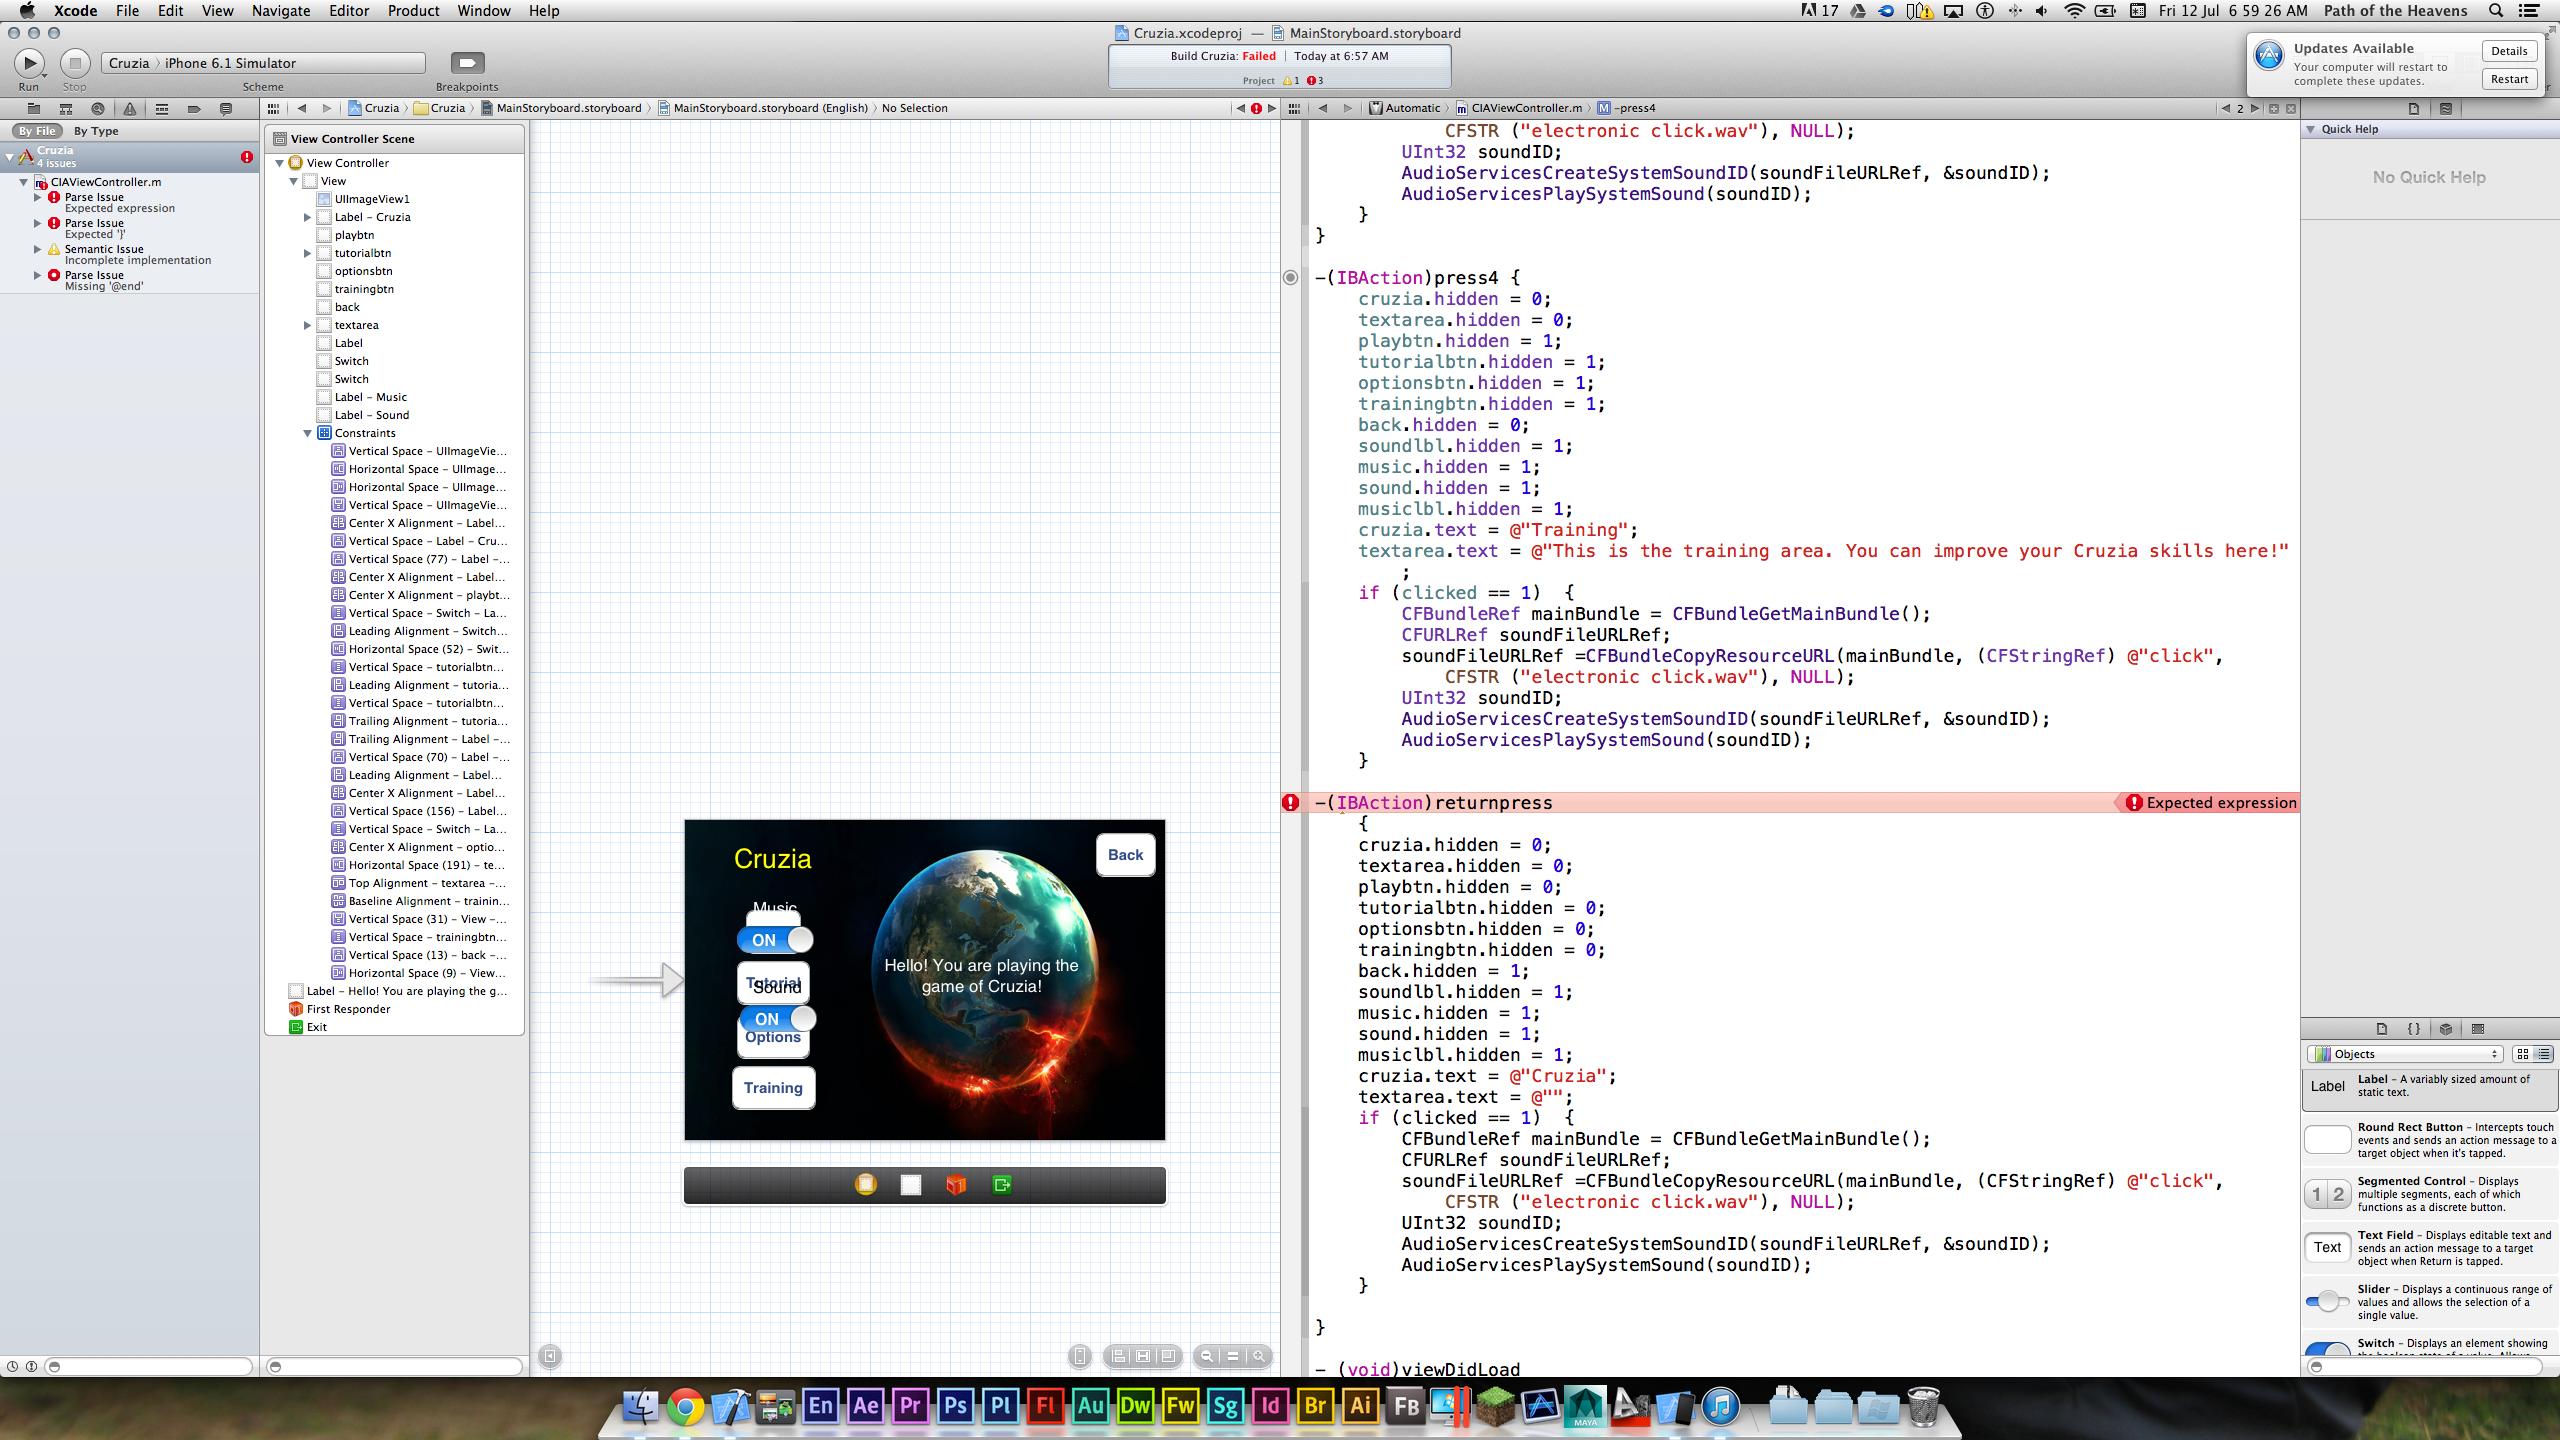 Xcode File Edit View Navigate Editor Product Window Help
17 Fri 12 Jul 6 59 26 AM Path of the Heavens
Cruzia.xcodeproj — MainStoryboard.storyboard
Cruzia iPhone 6.1 Simulator
Build Cruzia: Failed Today at 6:57 AM
Project 1 3
Run Stop Scheme Breakpoints
Updates Available
Your computer will restart to
complete these updates.
Details
Restart
Cruzia Cruzia MainStoryboard.storyboard MainStoryboard.storyboard (English) No Selection
Automatic CIAViewController.m -press4
2
By File By Type
Cruzia
4 issues
CIAViewController.m
Parse Issue
Expected expression
Parse Issue
Expected '}'
Semantic Issue
Incomplete implementation
Parse Issue
Missing '@end'
View Controller Scene
View Controller
View
UIImageView1
Label – Cruzia
playbtn
tutorialbtn
optionsbtn
trainingbtn
back
textarea
Label
Switch
Switch
Label – Music
Label – Sound
Constraints
Vertical Space – UIImageVie...
Horizontal Space – UIImage...
Horizontal Space – UIImage...
Vertical Space – UIImageVie...
Center X Alignment – Label...
Vertical Space – Label – Cru...
Vertical Space (77) – Label –...
Center X Alignment – Label...
Center X Alignment – playbt...
Vertical Space – Switch – La...
Leading Alignment – Switch...
Horizontal Space (52) – Swit...
Vertical Space – tutorialbtn...
Leading Alignment – tutoria...
Vertical Space – tutorialbtn...
Trailing Alignment – tutoria...
Trailing Alignment – Label –...
Vertical Space (70) – Label –...
Leading Alignment – Label...
Center X Alignment – Label...
Vertical Space (156) – Label...
Vertical Space – Switch – La...
Center X Alignment – optio...
Horizontal Space (191) – te...
Top Alignment – textarea –...
Baseline Alignment – trainin...
Vertical Space (31) – View –...
Vertical Space – trainingbtn...
Vertical Space (13) – back –...
Horizontal Space (9) – View...
Label – Hello! You are playing the g...
First Responder
Exit
Cruzia
Back
Music
ON
Tutorial
Sound
ON
Options
Training
Hello! You are playing the
game of Cruzia!
CFSTR ("electronic click.wav"), NULL);
UInt32 soundID;
AudioServicesCreateSystemSoundID(soundFileURLRef, &soundID);
AudioServicesPlaySystemSound(soundID);
}
}
-(IBAction)press4 {
cruzia.hidden = 0;
textarea.hidden = 0;
playbtn.hidden = 1;
tutorialbtn.hidden = 1;
optionsbtn.hidden = 1;
trainingbtn.hidden = 1;
back.hidden = 0;
soundlbl.hidden = 1;
music.hidden = 1;
sound.hidden = 1;
musiclbl.hidden = 1;
cruzia.text = @"Training";
textarea.text = @"This is the training area. You can improve your Cruzia skills here!"
;
if (clicked == 1)  {
CFBundleRef mainBundle = CFBundleGetMainBundle();
CFURLRef soundFileURLRef;
soundFileURLRef =CFBundleCopyResourceURL(mainBundle, (CFStringRef) @"click",
CFSTR ("electronic click.wav"), NULL);
UInt32 soundID;
AudioServicesCreateSystemSoundID(soundFileURLRef, &soundID);
AudioServicesPlaySystemSound(soundID);
}
-(IBAction)returnpress
Expected expression
{
cruzia.hidden = 0;
textarea.hidden = 0;
playbtn.hidden = 0;
tutorialbtn.hidden = 0;
optionsbtn.hidden = 0;
trainingbtn.hidden = 0;
back.hidden = 1;
soundlbl.hidden = 1;
music.hidden = 1;
sound.hidden = 1;
musiclbl.hidden = 1;
cruzia.text = @"Cruzia";
textarea.text = @"";
if (clicked == 1)  {
CFBundleRef mainBundle = CFBundleGetMainBundle();
CFURLRef soundFileURLRef;
soundFileURLRef =CFBundleCopyResourceURL(mainBundle, (CFStringRef) @"click",
CFSTR ("electronic click.wav"), NULL);
UInt32 soundID;
AudioServicesCreateSystemSoundID(soundFileURLRef, &soundID);
AudioServicesPlaySystemSound(soundID);
}
}
- (void)viewDidLoad
Quick Help
No Quick Help
{ }
Objects
Label
Label – A variably sized amount of
static text.
Round Rect Button – Intercepts touch
events and sends an action message to a
target object when it's tapped.
1 2
Segmented Control – Displays
multiple segments, each of which
functions as a discrete button.
Text
Text Field – Displays editable text and
sends an action message to a target
object when Return is tapped.
Slider – Displays a continuous range of
values and allows the selection of a
single value.
Switch – Displays an element showing
En Ae Pr Ps Pl Fl Au Dw Fw Sg Id Br Ai FB MAYA